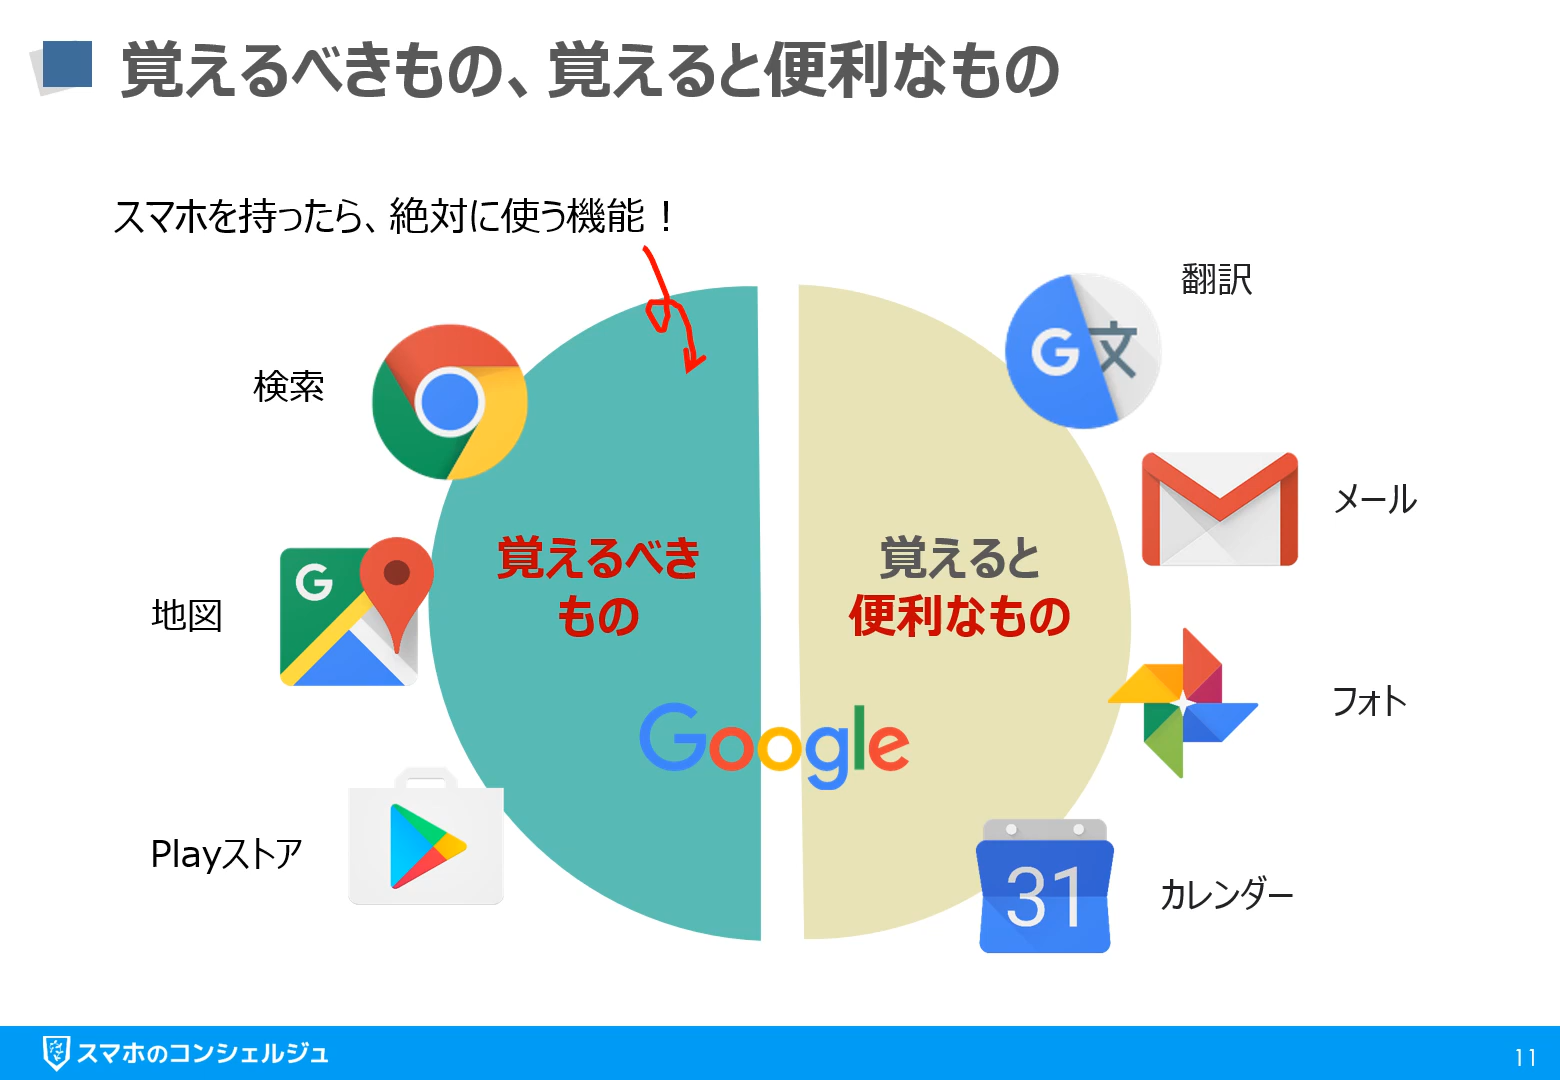 覚えるべきもの、覚えると便利なもの
スマホを持ったら、絶対に使う機能！
検索
地図
G
Playストア
覚えるべき
もの
覚えると
便利なもの
Google
翻訳
G文
メール
フォト
31
カレンダー
スマホのコンシェルジュ
11